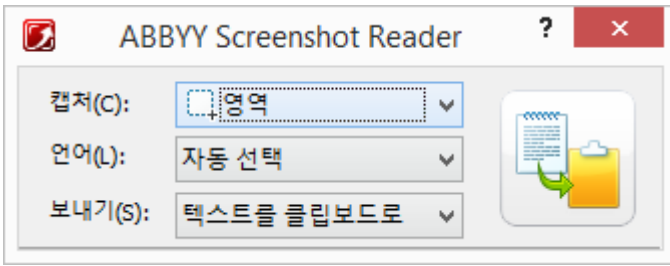 ABBYY Screenshot Reader ?
캡처(C): 영역
언어(L): 자동 선택
보내기(S): 텍스트를 클립보드로